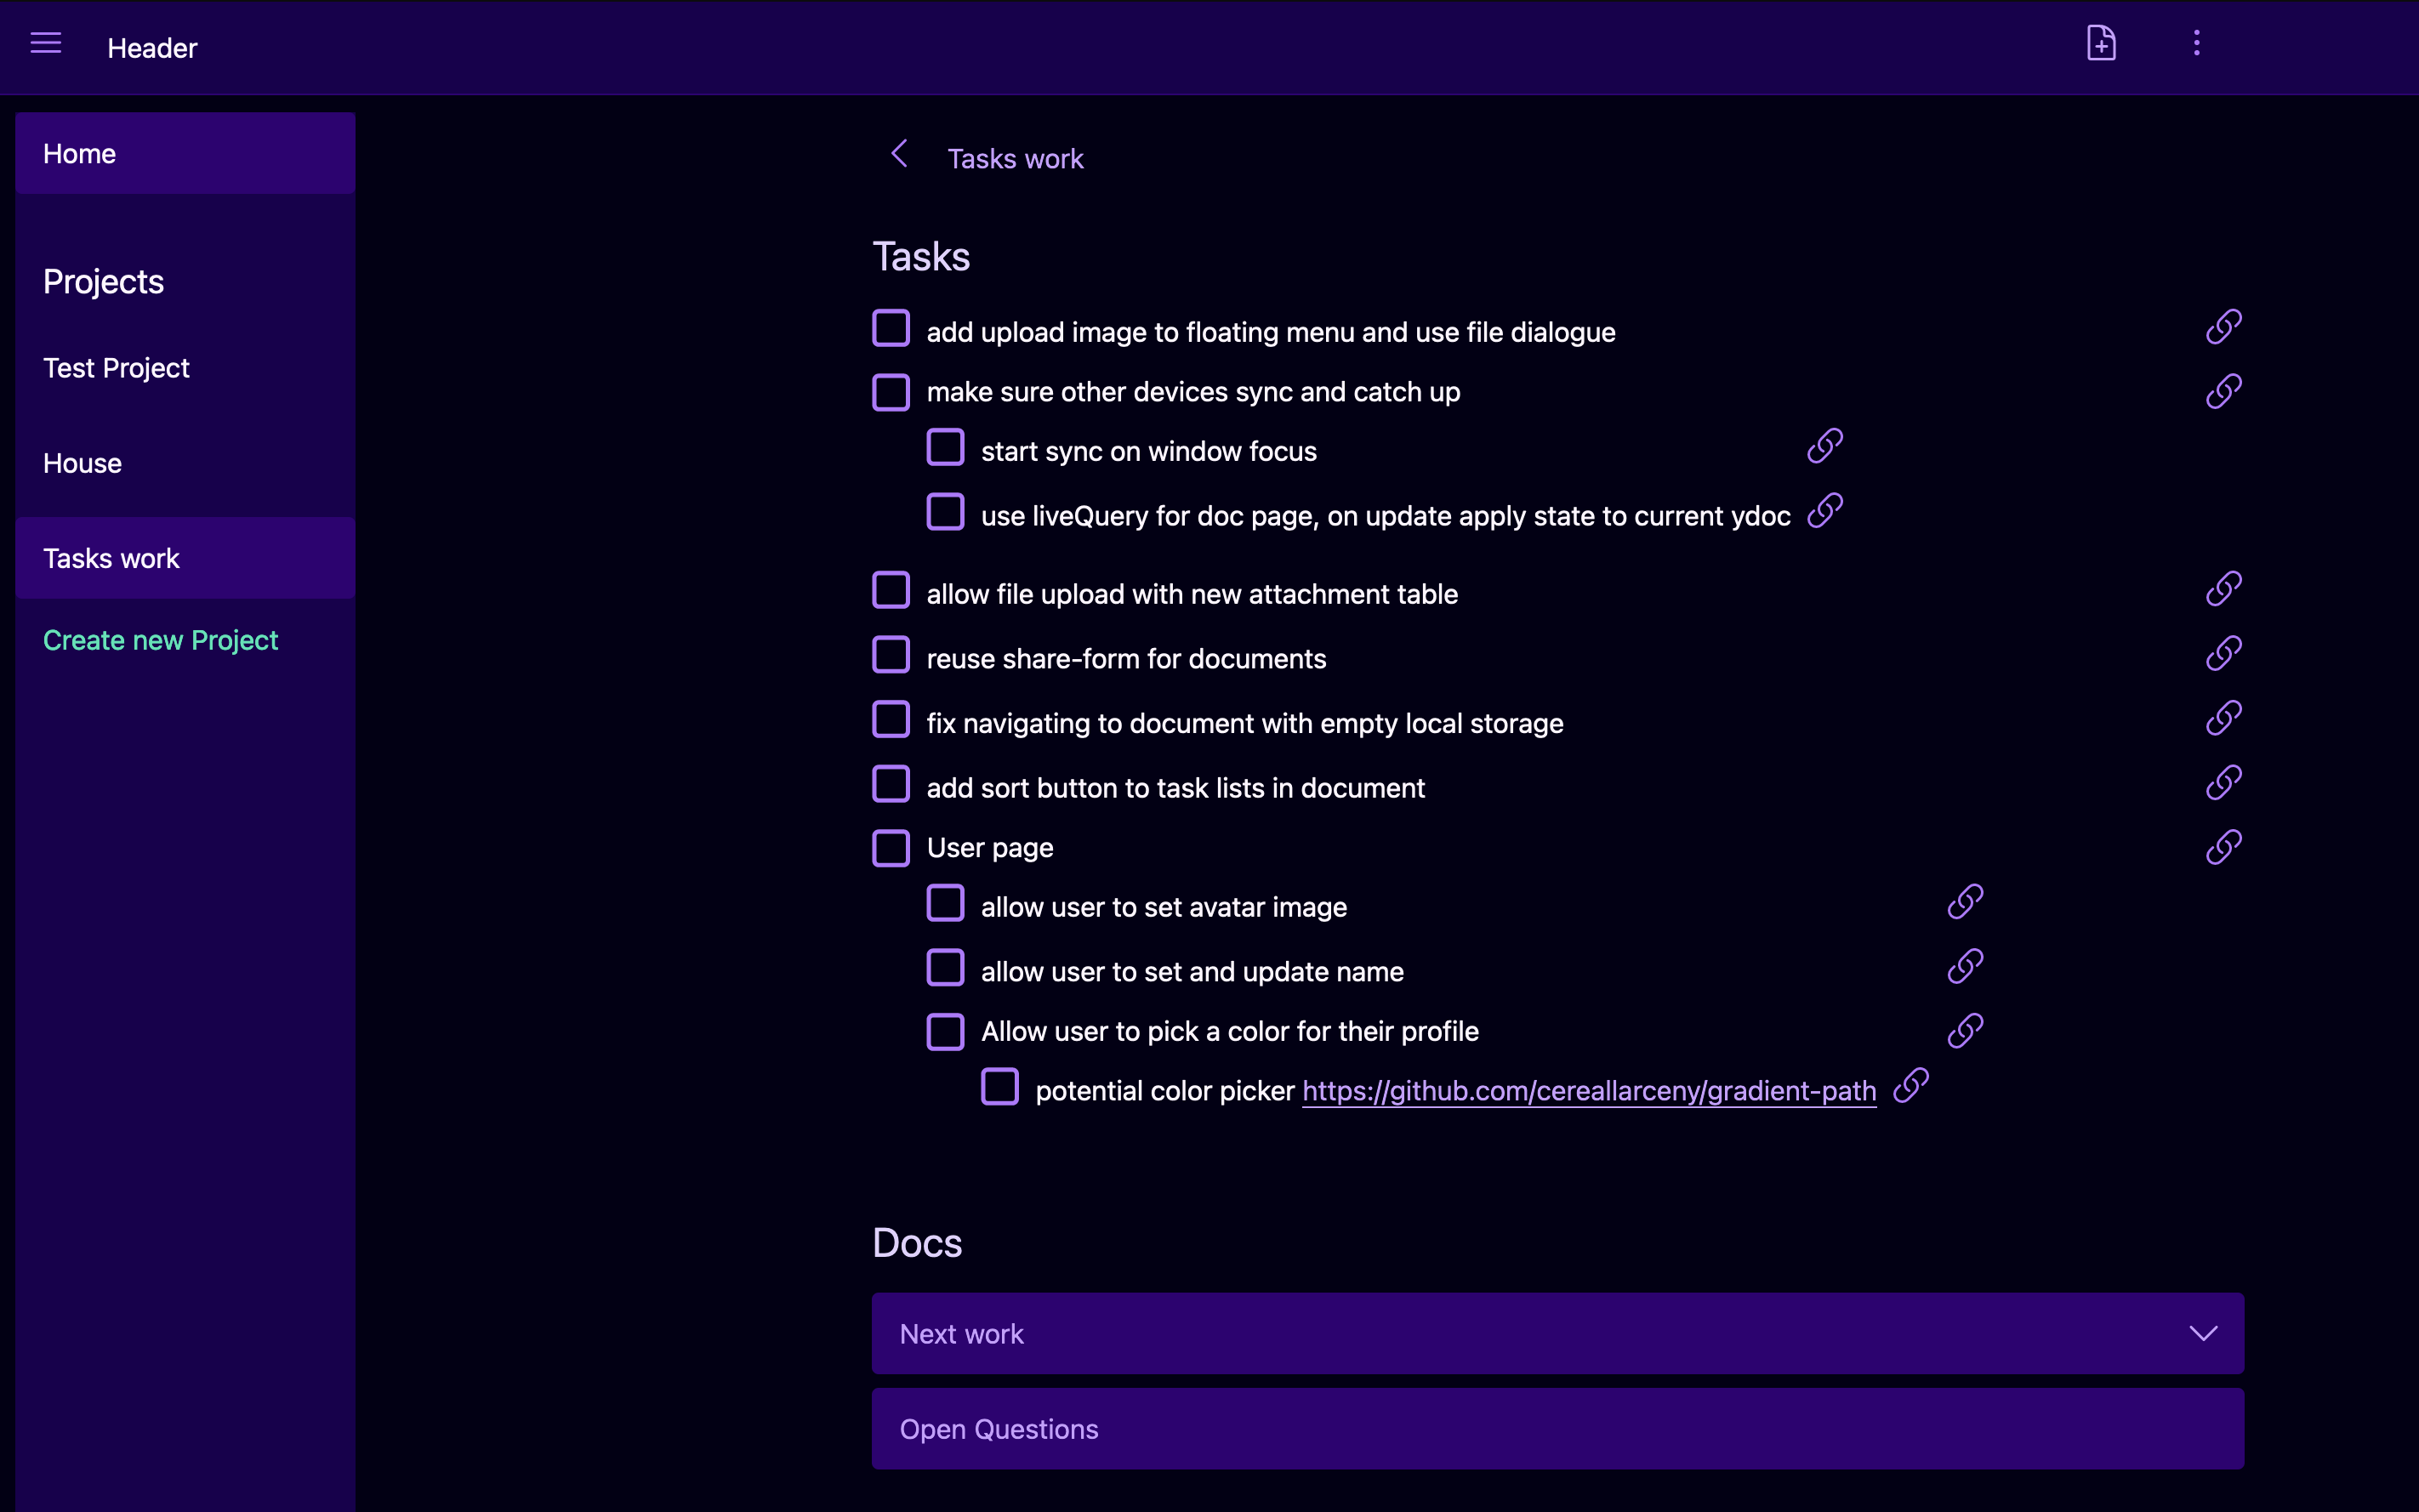 Header
Home
Projects
Test Project
House
Tasks work
Create new Project
Tasks work
Tasks
add upload image to floating menu and use file dialogue
make sure other devices sync and catch up
start sync on window focus
use liveQuery for doc page, on update apply state to current ydoc
allow file upload with new attachment table
reuse share-form for documents
fix navigating to document with empty local storage
add sort button to task lists in document
User page
allow user to set avatar image
allow user to set and update name
Allow user to pick a color for their profile
potential color picker https://github.com/cereallarceny/gradient-path
Docs
Next work
Open Questions